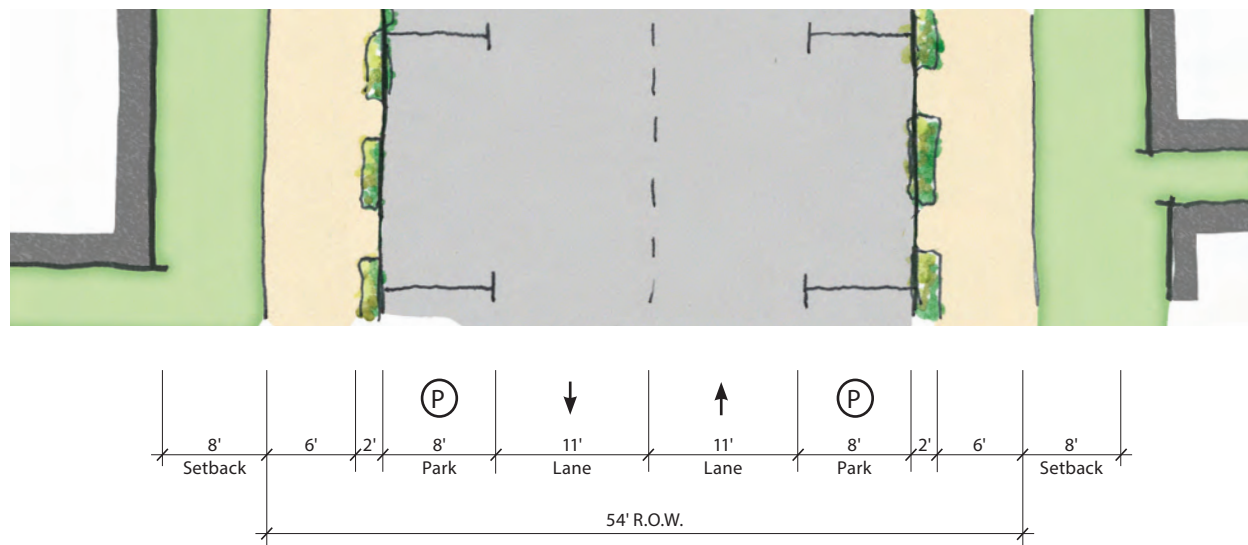 P P
8' 6' 2' 8' 11' 11' 8' 2' 6' 8'
Setback Park Lane Lane Park Setback
54' R.O.W.